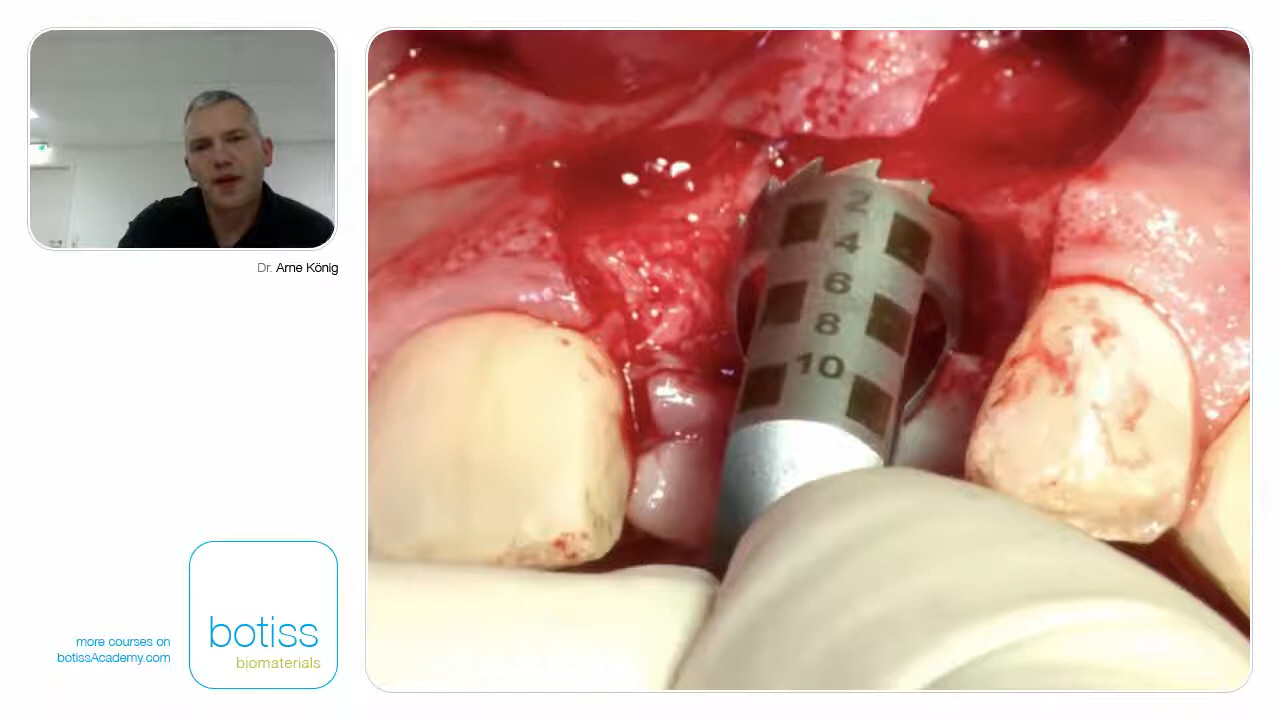 Dr. Arne König
2
4
6
8
10
more courses on
botissAcademy.com
botiss
biomaterials